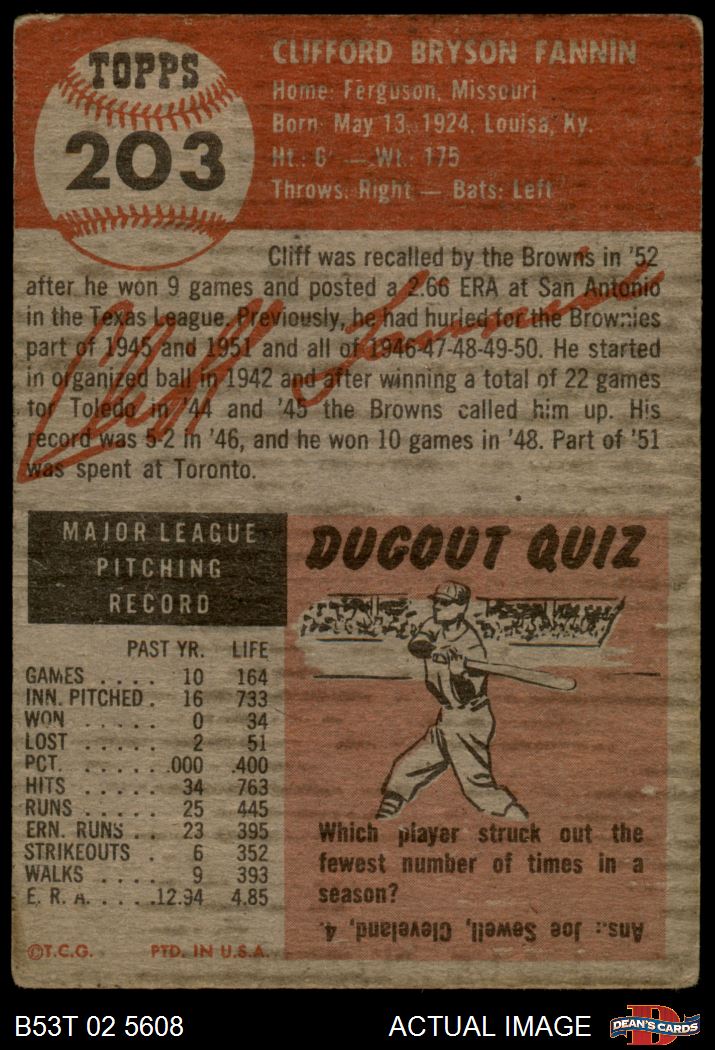 TOPPS
203
CLIFFORD BRYSON FANNIN
Home: Ferguson, Missouri
Born: May 13, 1924, Louisa, Ky.
Ht.: 6' — Wt.: 175
Throws: Right — Bats: Left
Cliff was recalled by the Browns in '52
after he won 9 games and posted a 2.66 ERA at San Antonio
in the Texas League. Previously, he had hurled for the Brownies
part of 1945 and 1951 and all of 1946-47-48-49-50. He started
in organized ball in 1942 and after winning a total of 22 games
for Toledo in '44 and '45 the Browns called him up. His
record was 5-2 in '46, and he won 10 games in '48. Part of '51
was spent at Toronto.
Cliff Fannin
MAJOR LEAGUE
PITCHING
RECORD
PAST YR. LIFE
GAMES .... 10 164
INN. PITCHED . 16 733
WON ..... 0 34
LOST ..... 2 51
PCT. ...... .000 .400
HITS ..... 34 763
RUNS ..... 25 445
ERN. RUNS .. 23 395
STRIKEOUTS . 6 352
WALKS .... 9 393
E. R. A. .....12.94 4.85
©T.C.G. PTD. IN U.S.A.
DUGOUT QUIZ
Which player struck out the
fewest number of times in a
season?
Ans.: Joe Sewell, Cleveland, 4.
B53T 02 5608
ACTUAL IMAGE
D
DEAN'S CARDS